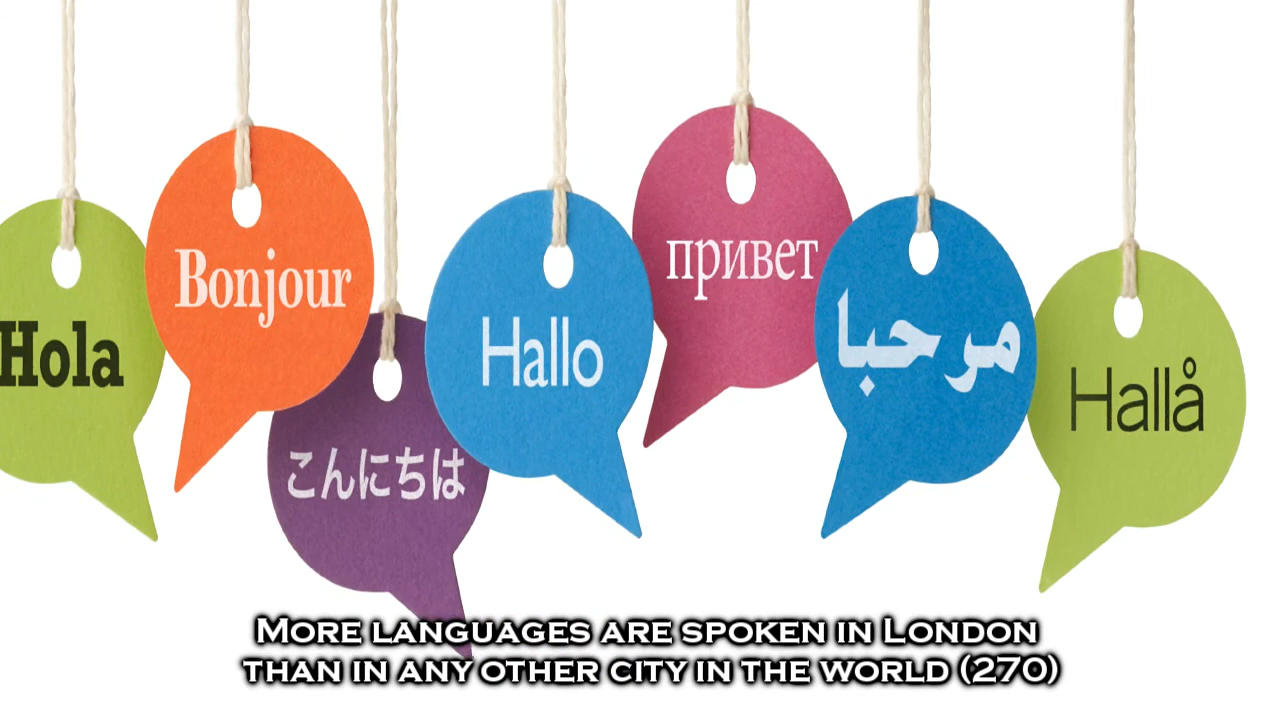 Hola
Bonjour
こんにちは
Hallo
привет
مرحبا
Hallå
MORE LANGUAGES ARE SPOKEN IN LONDON
THAN IN ANY OTHER CITY IN THE WORLD (270)